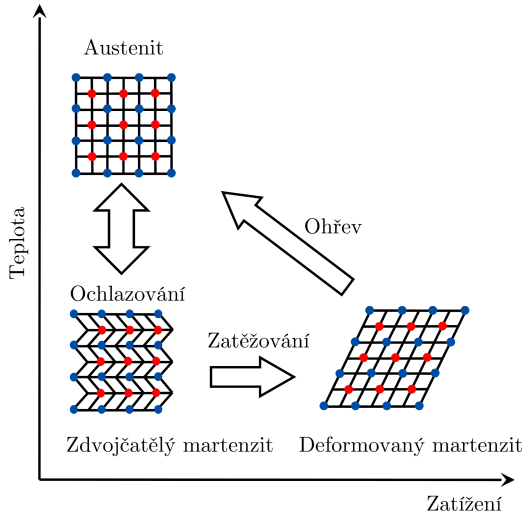 Austenit
Teplota
Ohřev
Ochlazování
Zatěžování
Zdvojčatělý martenzit
Deformovaný martenzit
Zatížení